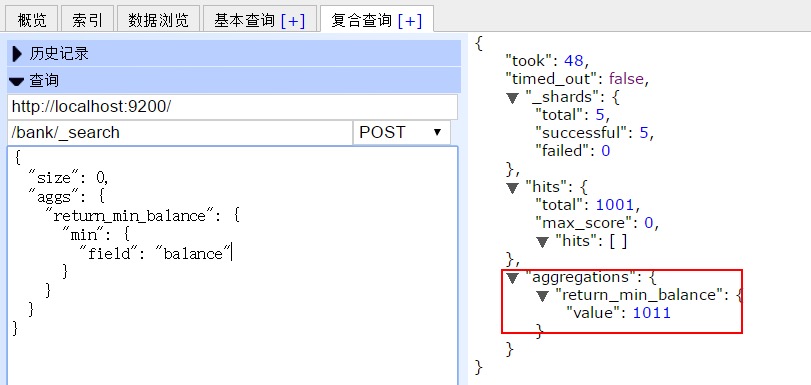 概览 索引 数据浏览 基本查询 [+] 复合查询 [+]
▶ 历史记录
▼ 查询
http://localhost:9200/
/bank/_search POST ▼
{
  "size": 0,
  "aggs": {
    "return_min_balance": {
      "min": {
        "field": "balance"
      }
    }
  }
}
{
"took": 48,
"timed_out": false,
▼ "_shards": {
"total": 5,
"successful": 5,
"failed": 0
},
▼ "hits": {
"total": 1001,
"max_score": 0,
▼ "hits": [ ]
},
▼ "aggregations": {
▼ "return_min_balance": {
"value": 1011
}
}
}